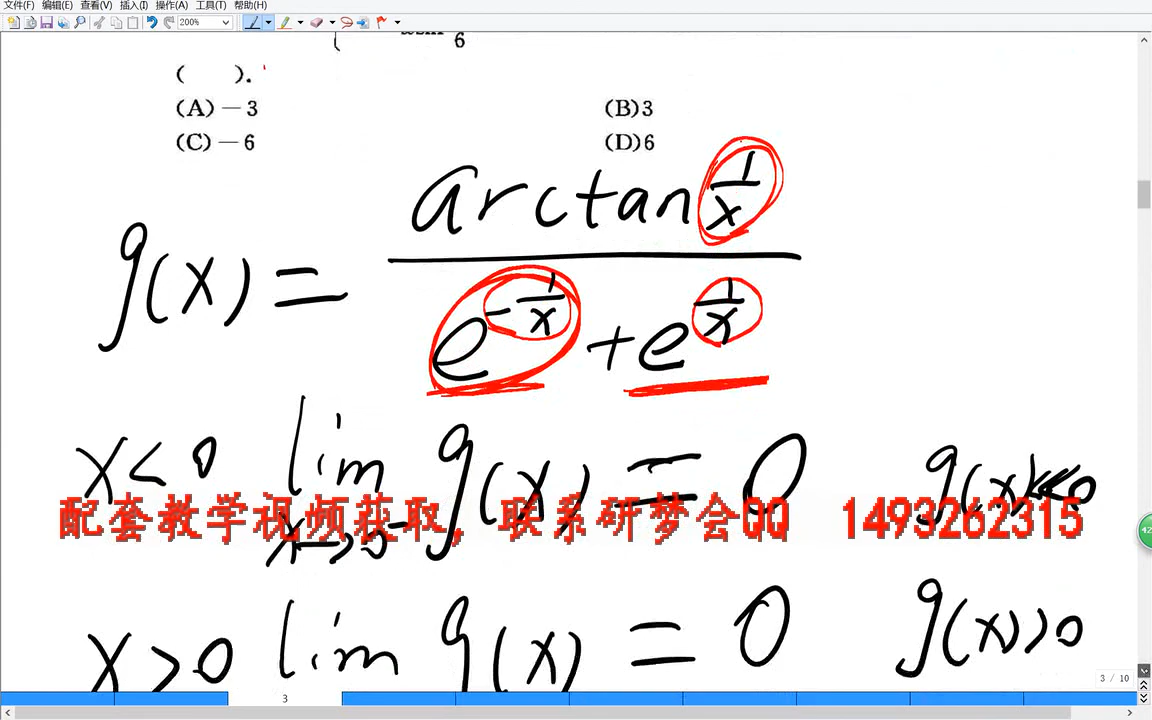 文件(F) 编辑(E) 查看(V) 插入(I) 操作(A) 工具(T) 帮助(H)
200%
6
( ).
(A) －3 (B) 3
(C) －6 (D) 6
g(x) = arctan 1/x / e^(-1/x) + e^(1/x)
x<0 lim x→0⁻ g(x) = 0 g(x)<0
配套教学视频获取，联系研梦会QQ 1493262315
x>0 lim g(x) = 0 g(x)>0
3 / 10
3